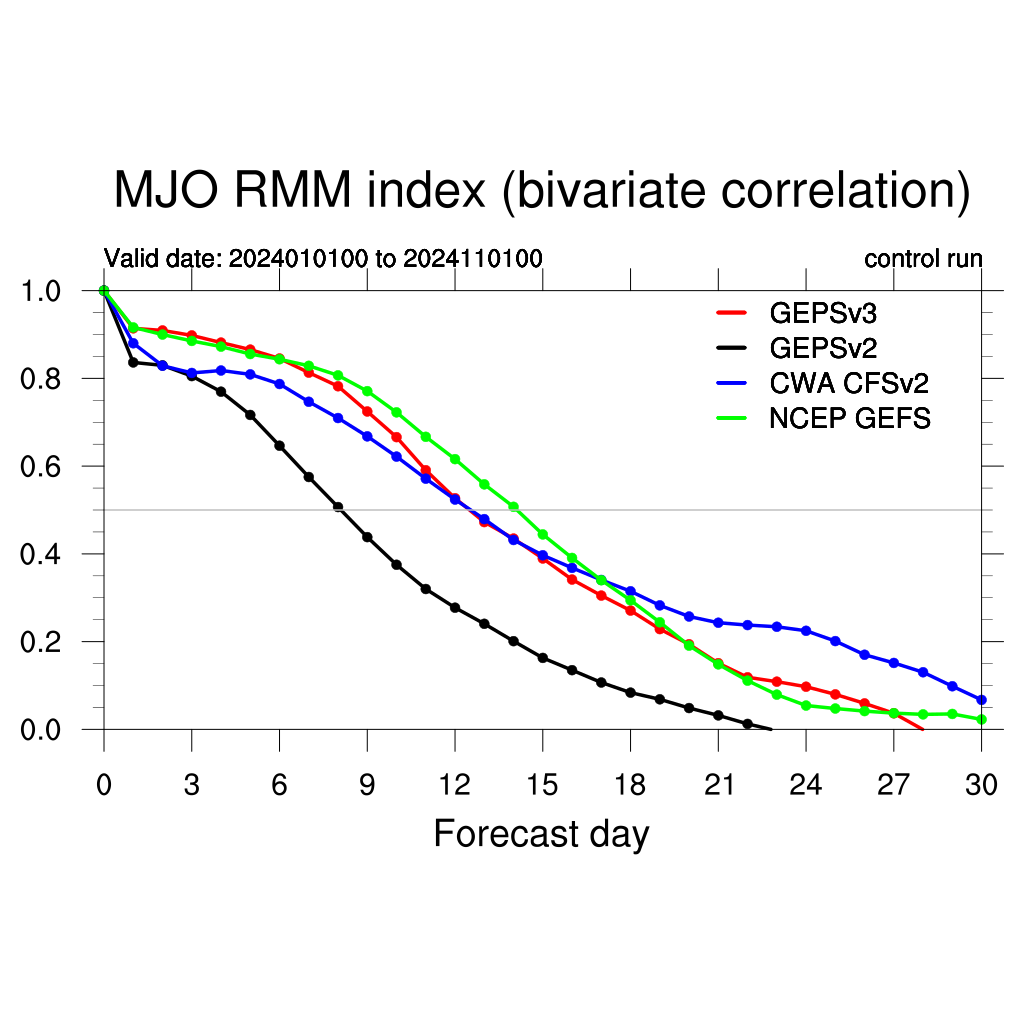 MJO RMM index (bivariate correlation)
Valid date: 2024010100 to 2024110100 control run
1.0
GEPSv3
GEPSv2
0.8
CWA CFSv2
NCEP GEFS
0.6
0.4
0.2
0.0
0 3 6 9 12 15 18 21 24 27 30
Forecast day